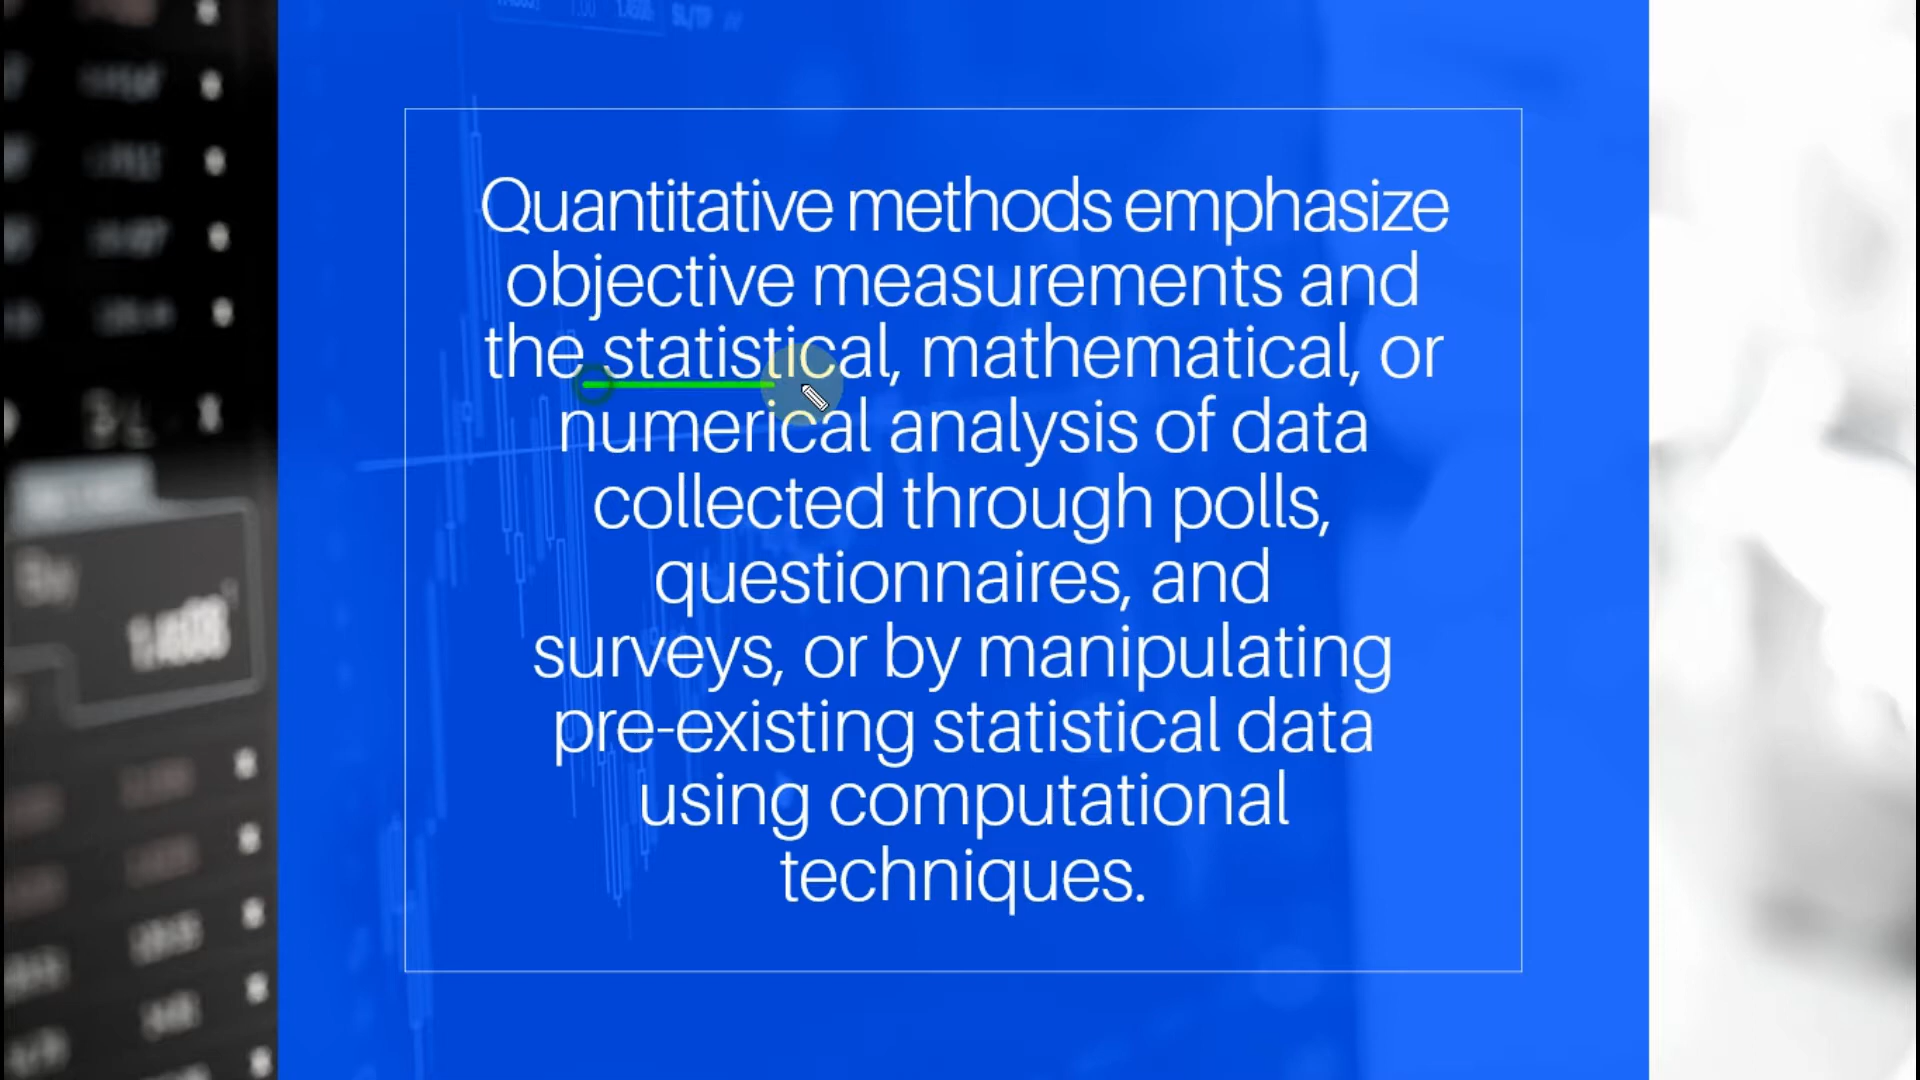 Quantitative methods emphasize
objective measurements and
the statistical, mathematical, or
numerical analysis of data
collected through polls,
questionnaires, and
surveys, or by manipulating
pre-existing statistical data
using computational
techniques.